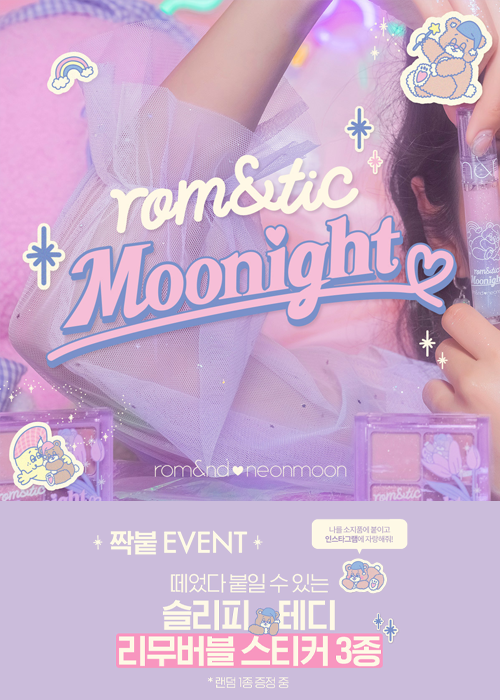 rom&tic
Moonight
rom&nd♥neonmoon
짝붙 EVENT
나를 소지품에 붙이고
인스타그램에 자랑해줘!
떼었다 붙일 수 있는
슬리피 테디
리무버블 스티커 3종
*랜덤 1종 증정 중